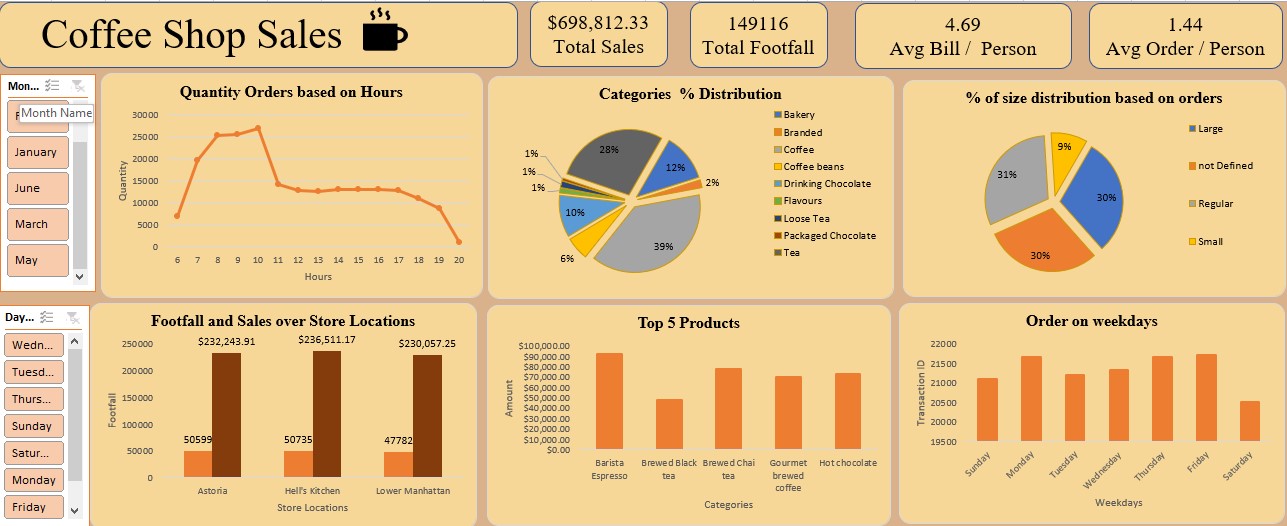 Coffee Shop Sales
$698,812.33
Total Sales
149116
Total Footfall
4.69
Avg Bill /  Person
1.44
Avg Order / Person
Mon...
Month Name
January
June
March
May
Quantity Orders based on Hours
Quantity
30000
25000
20000
15000
10000
5000
0
6 7 8 9 10 11 12 13 14 15 16 17 18 19 20
Hours
Categories  % Distribution
28%
12%
2%
39%
6%
10%
1%
1%
1%
Bakery
Branded
Coffee
Coffee beans
Drinking Chocolate
Flavours
Loose Tea
Packaged Chocolate
Tea
% of size distribution based on orders
9%
30%
30%
31%
Large
not Defined
Regular
Small
Day...
Wedn...
Tuesd...
Thurs...
Sunday
Satur...
Monday
Friday
Footfall and Sales over Store Locations
Footfall
250000
200000
150000
100000
50000
0
$232,243.91
$236,511.17
$230,057.25
50599
50735
47782
Astoria
Hell's Kitchen
Lower Manhattan
Store Locations
Top 5 Products
Amount
$100,000.00
$90,000.00
$80,000.00
$70,000.00
$60,000.00
$50,000.00
$40,000.00
$30,000.00
$20,000.00
$10,000.00
$0.00
Barista
Espresso
Brewed Black
tea
Brewed Chai
tea
Gourmet
brewed
coffee
Hot chocolate
Categories
Order on weekdays
Transaction ID
22000
21500
21000
20500
20000
19500
Sunday
Monday
Tuesday
Wednesday
Thursday
Friday
Saturday
Weekdays